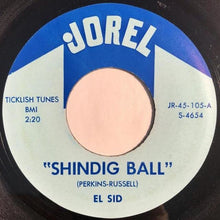 JOREL
TICKLISH TUNES
BMI
2:20
JR-45-105-A
S-4654
"SHINDIG BALL"
(PERKINS-RUSSELL)
EL SID